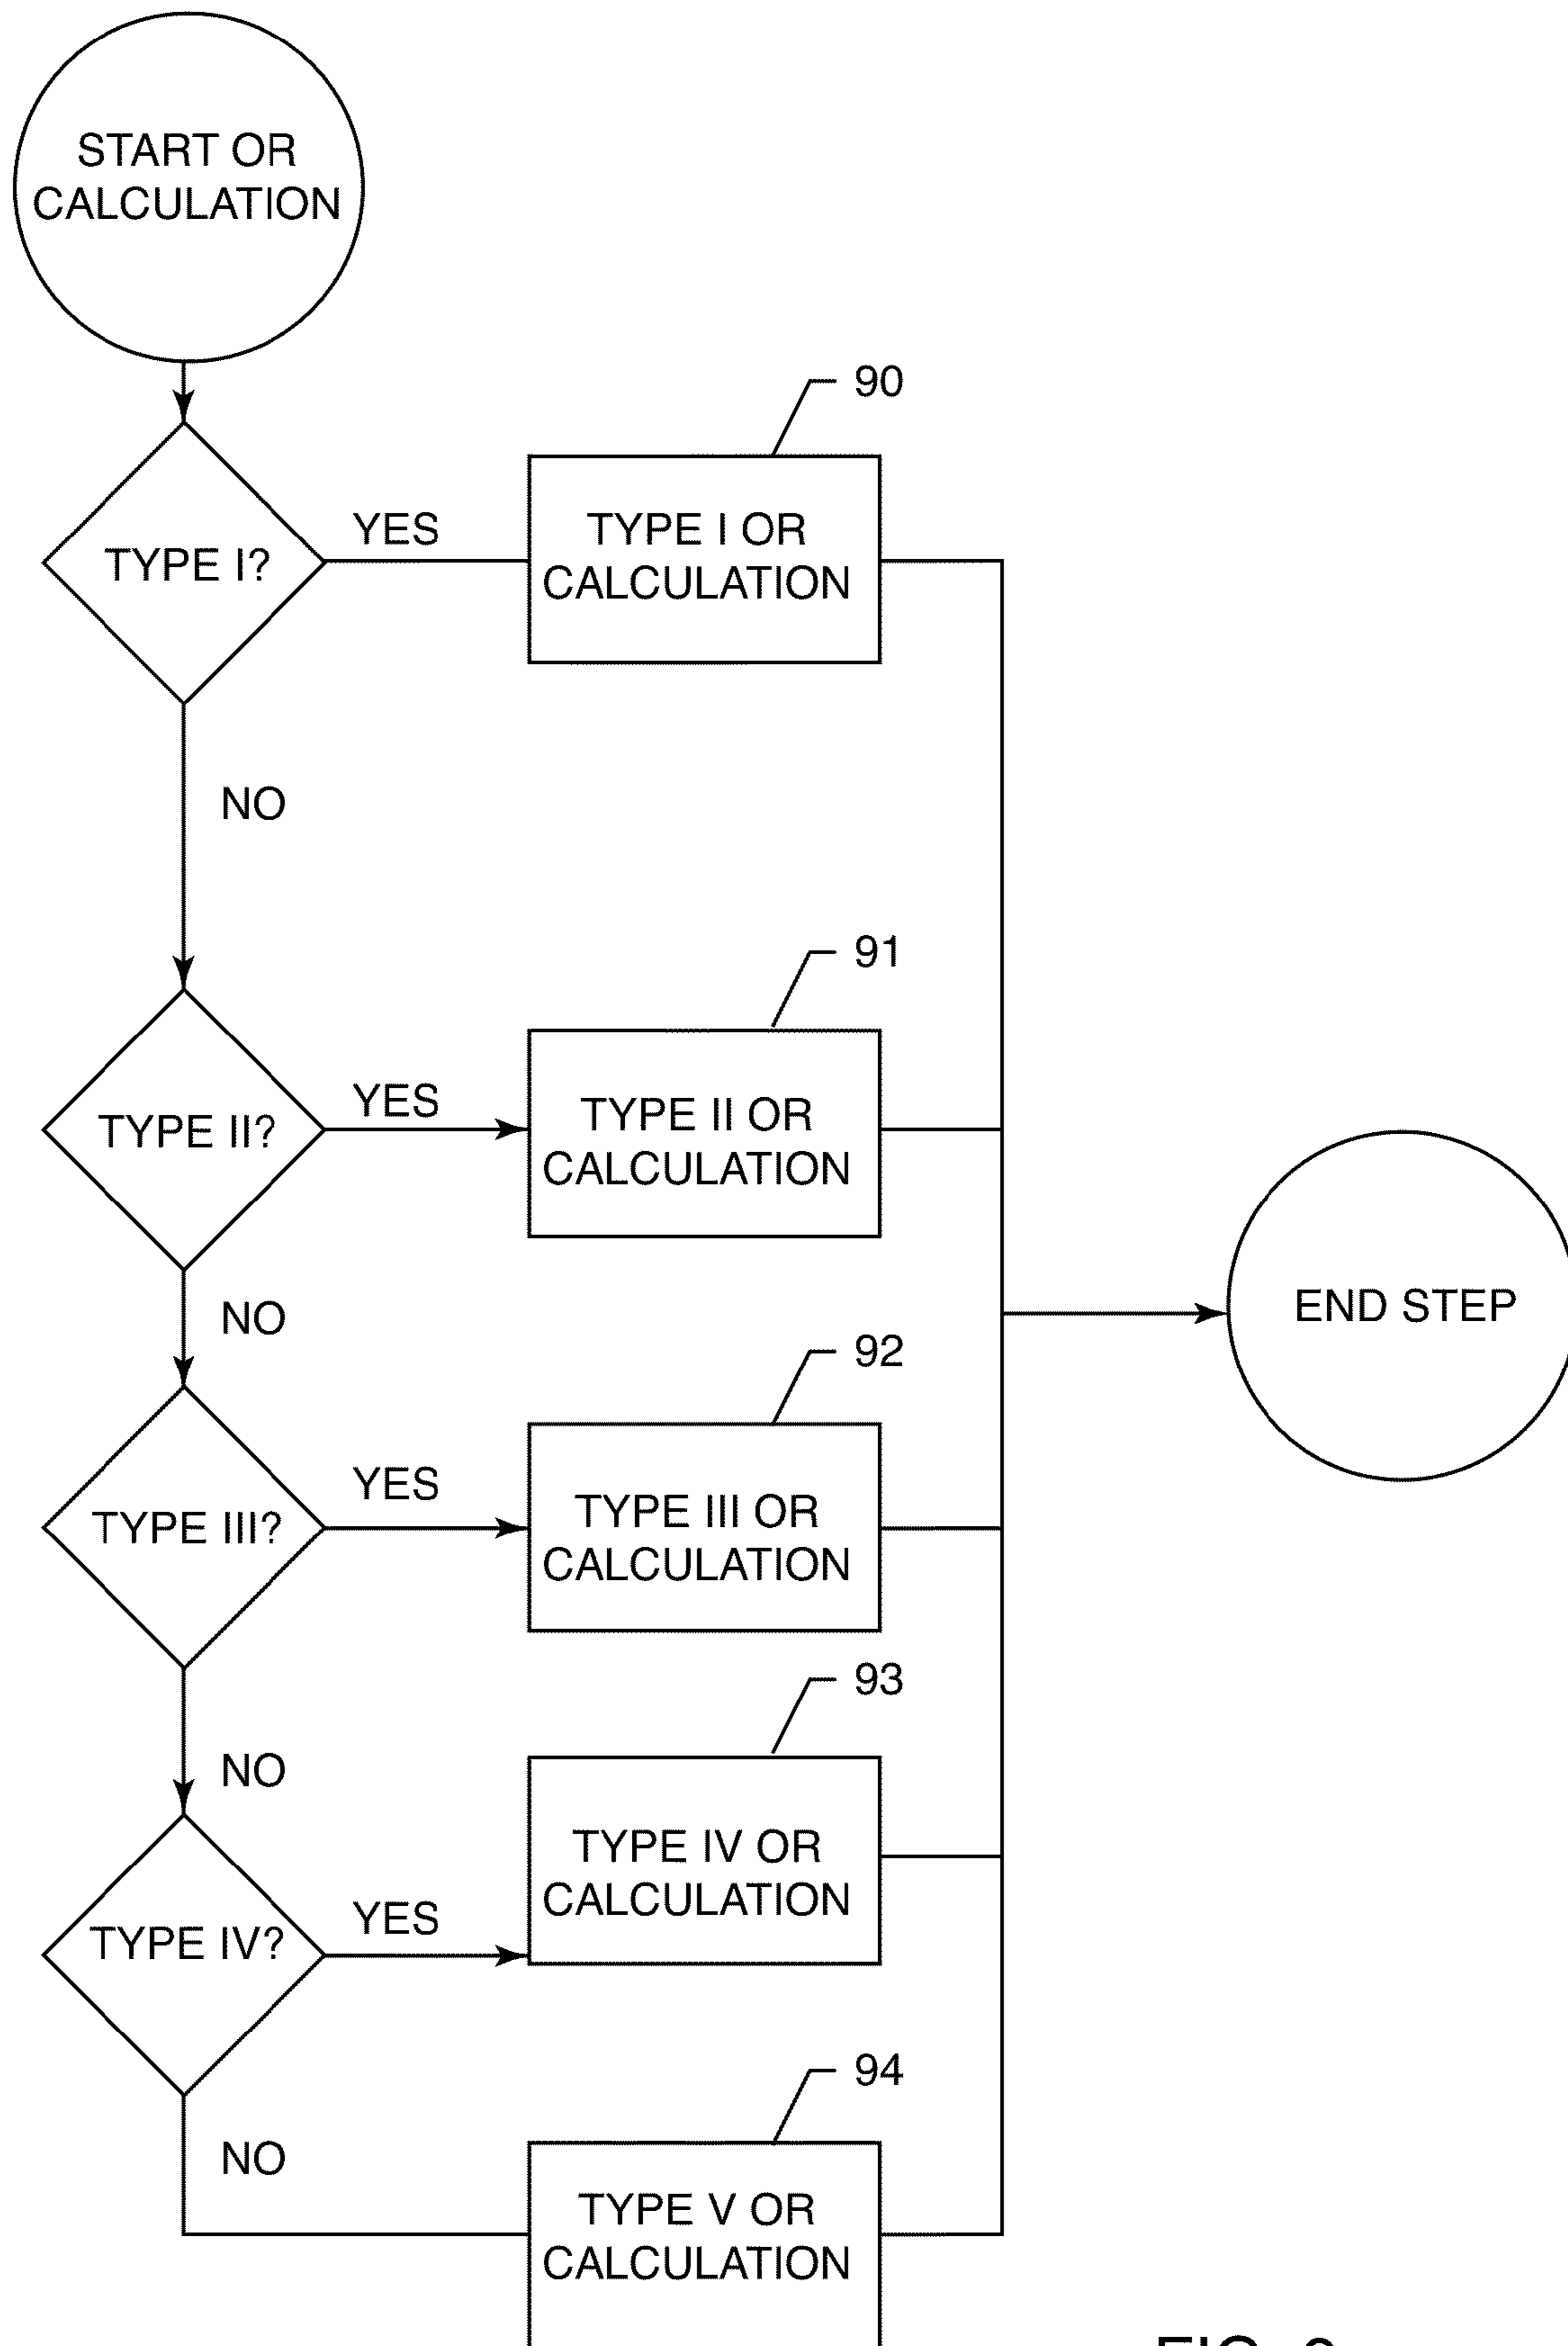 START OR
CALCULATION
90
TYPE I?
YES
TYPE I OR
CALCULATION
NO
91
TYPE II?
YES
TYPE II OR
CALCULATION
NO
END STEP
92
TYPE III?
YES
TYPE III OR
CALCULATION
93
NO
TYPE IV?
YES
TYPE IV OR
CALCULATION
94
NO
TYPE V OR
CALCULATION